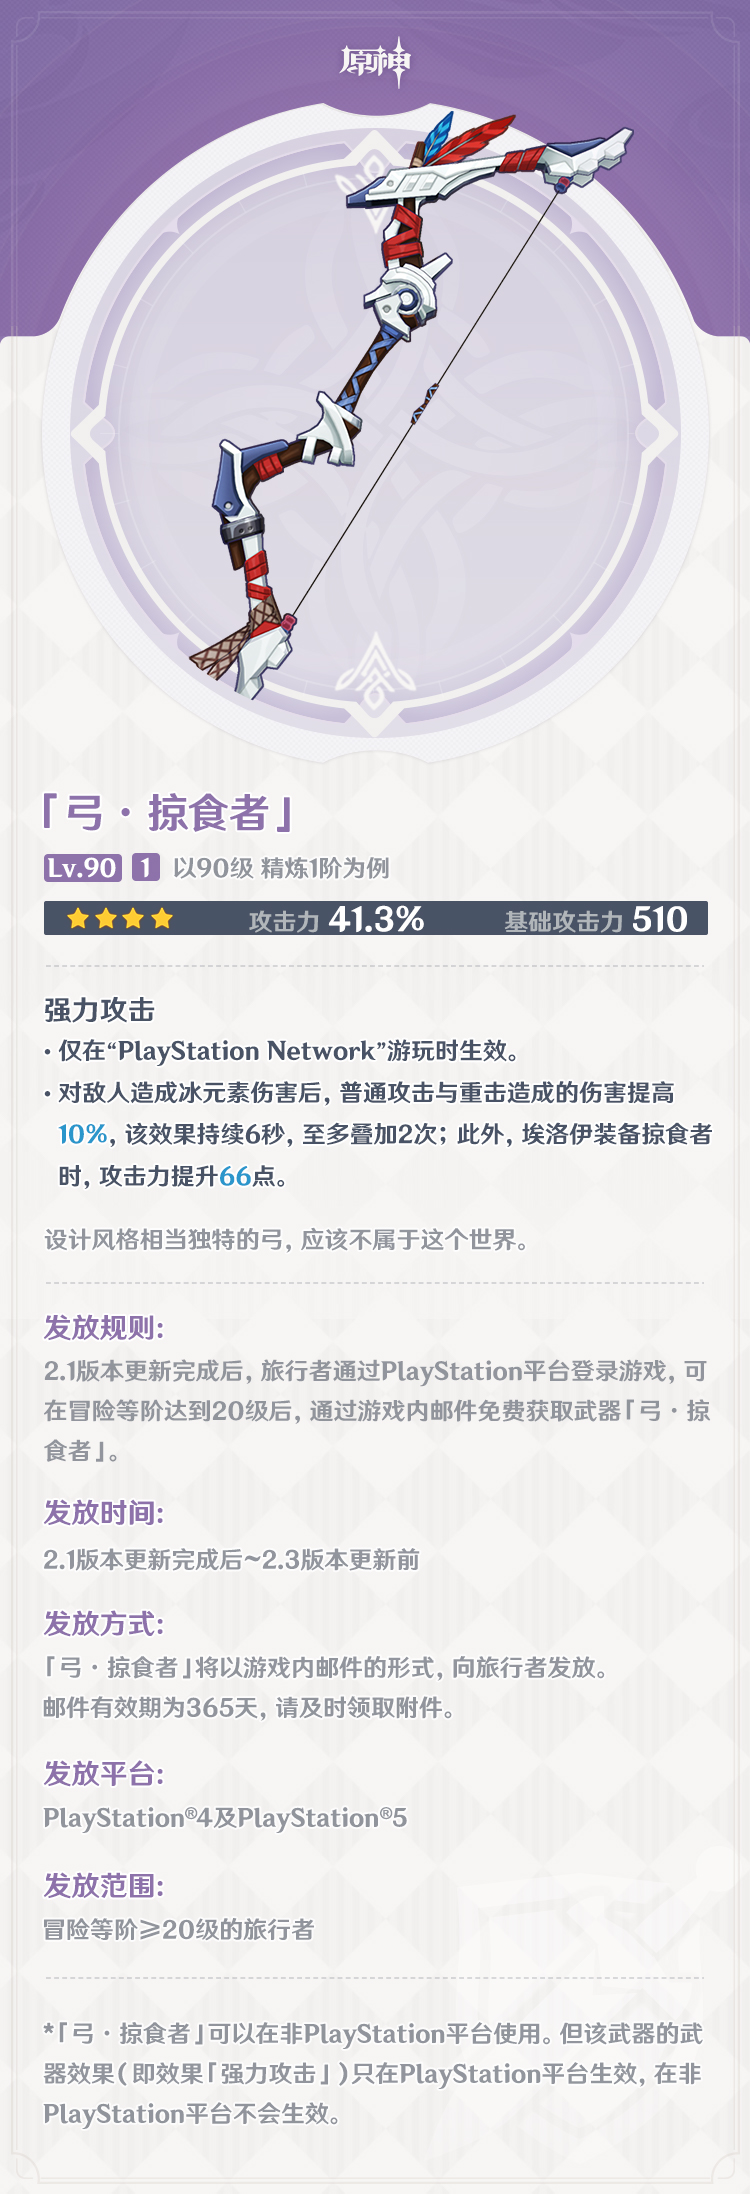 原神
「弓·掠食者」
Lv.90 1 以90级 精炼1阶为例
★★★★ 攻击力 41.3% 基础攻击力 510
强力攻击
·仅在“PlayStation Network”游玩时生效。
·对敌人造成冰元素伤害后，普通攻击与重击造成的伤害提高
10%，该效果持续6秒，至多叠加2次；此外，埃洛伊装备掠食者
时，攻击力提升66点。
设计风格相当独特的弓，应该不属于这个世界。
发放规则:
2.1版本更新完成后，旅行者通过PlayStation平台登录游戏，可
在冒险等阶达到20级后，通过游戏内邮件免费获取武器「弓·掠
食者」。
发放时间:
2.1版本更新完成后~2.3版本更新前
发放方式:
「弓·掠食者」将以游戏内邮件的形式，向旅行者发放。
邮件有效期为365天，请及时领取附件。
发放平台:
PlayStation®4及PlayStation®5
发放范围:
冒险等阶≥20级的旅行者
*「弓·掠食者」可以在非PlayStation平台使用。但该武器的武
器效果(即效果「强力攻击」)只在PlayStation平台生效，在非
PlayStation平台不会生效。